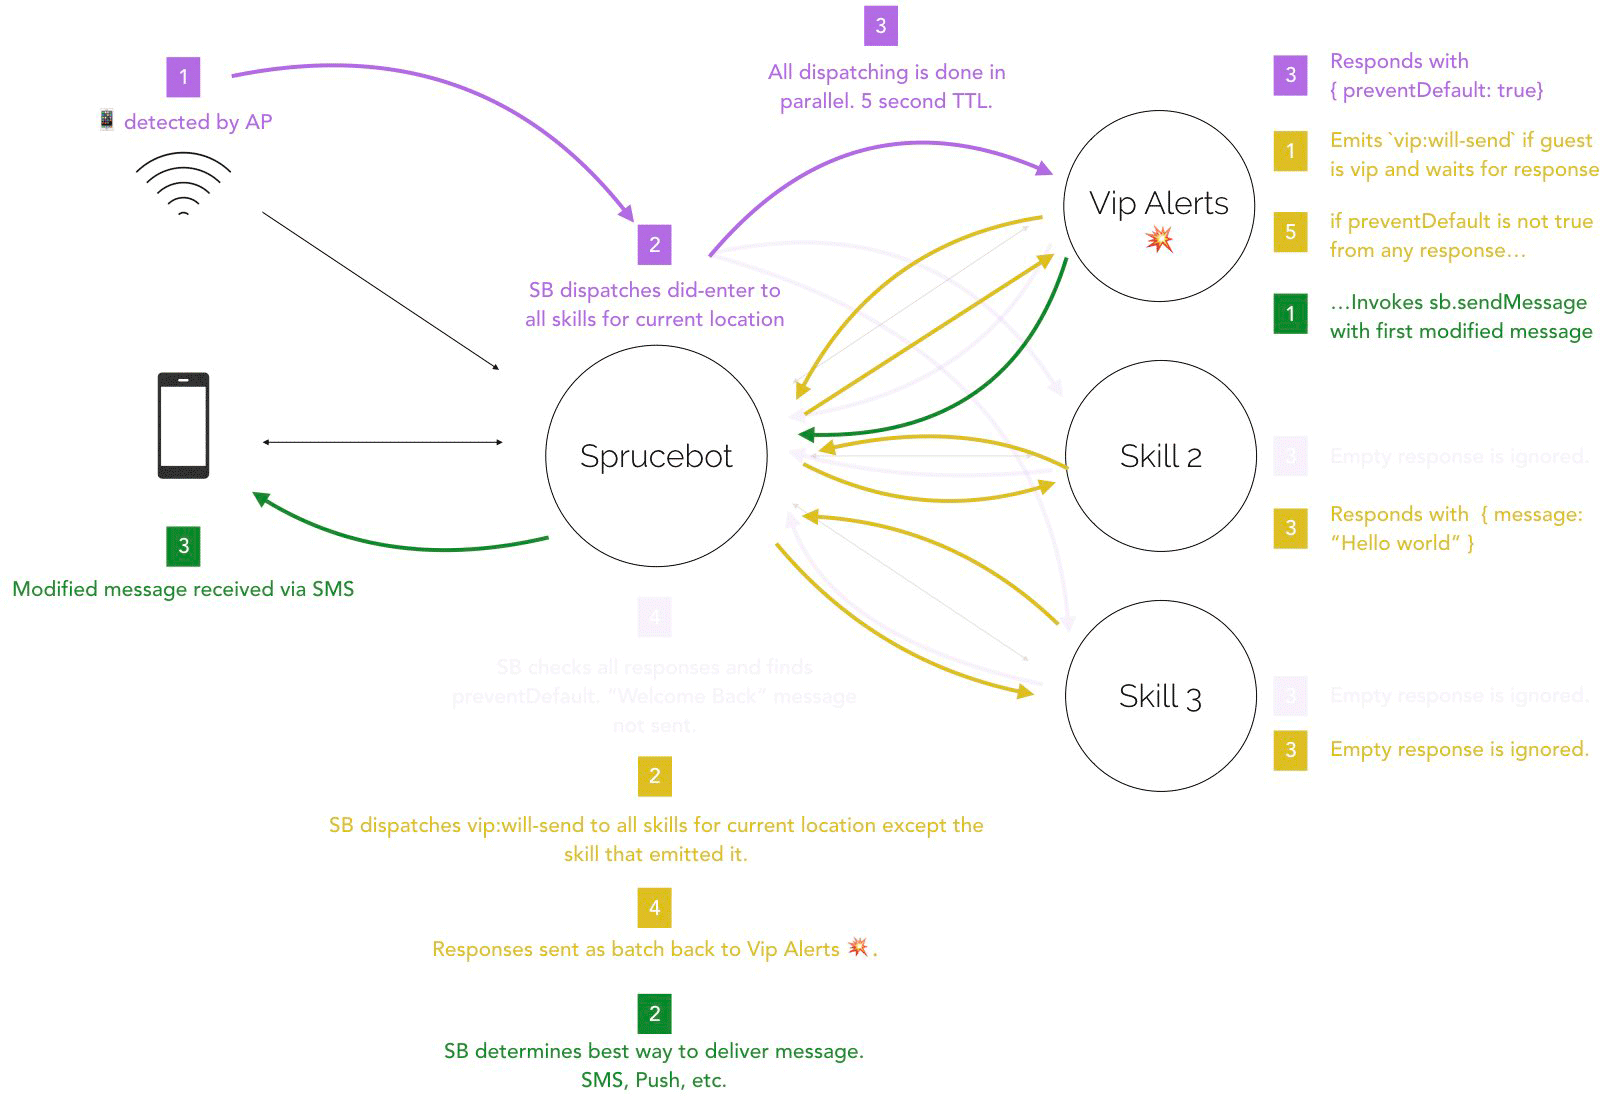 1
📱 detected by AP
3
All dispatching is done in
parallel. 5 second TTL.
2
SB dispatches did-enter to
all skills for current location
Sprucebot
3
Modified message received via SMS
Vip Alerts
💥
3
Responds with
{ preventDefault: true}
1
Emits `vip:will-send` if guest
is vip and waits for response
5
if preventDefault is not true
from any response…
1
…Invokes sb.sendMessage
with first modified message
Skill 2
3
Empty response is ignored.
3
Responds with { message:
“Hello world” }
Skill 3
3
Empty response is ignored.
3
Empty response is ignored.
4
SB checks all responses and finds
preventDefault. “Welcome Back” message
not sent.
2
SB dispatches vip:will-send to all skills for current location except the
skill that emitted it.
4
Responses sent as batch back to Vip Alerts 💥.
2
SB determines best way to deliver message.
SMS, Push, etc.